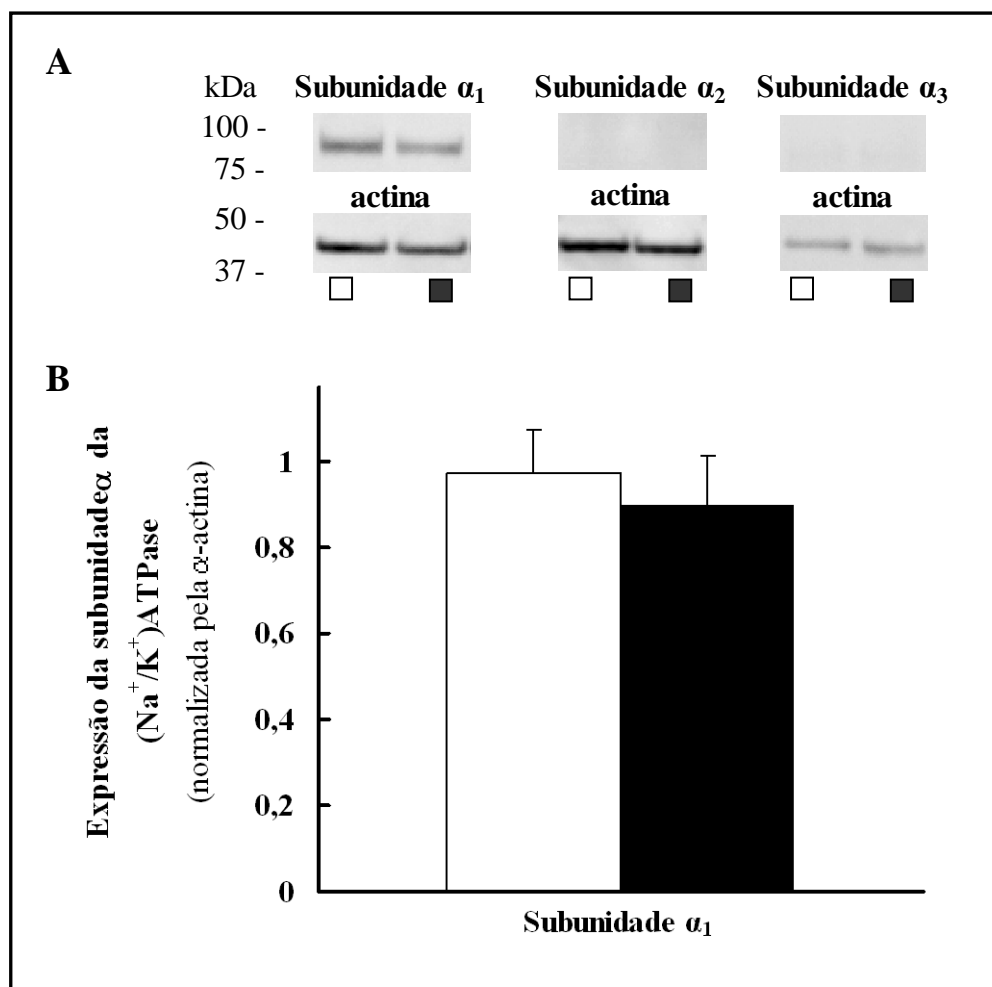 A
kDa
Subunidade α₁
Subunidade α₂
Subunidade α₃
100 -
75 -
actina
actina
actina
50 -
37 -
B
Expressão da subunidadeα da
(Na⁺/K⁺)ATPase
(normalizada pela α-actina)
1
0,8
0,6
0,4
0,2
0
Subunidade α₁